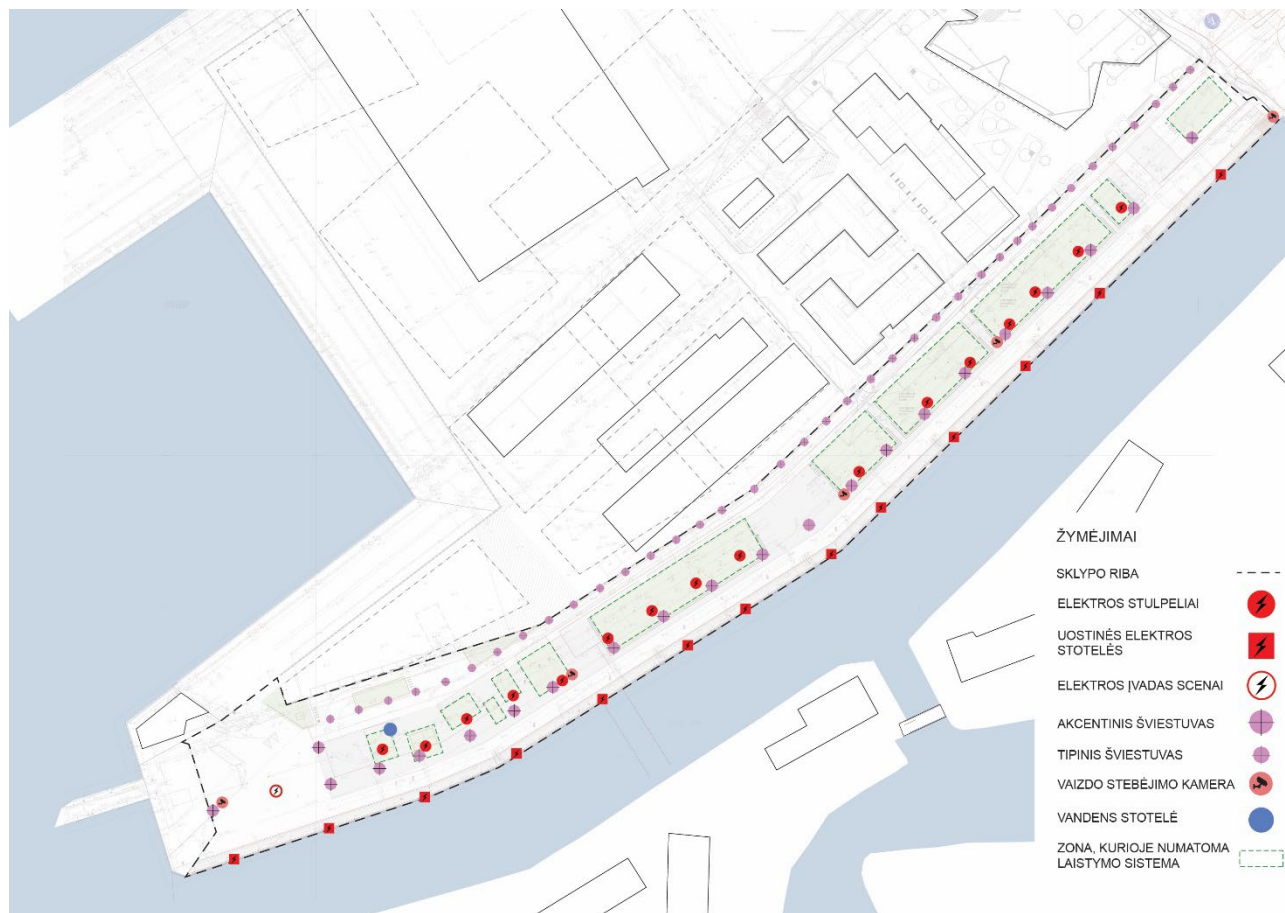 ŽYMĖJIMAI
SKLYPO RIBA
ELEKTROS STULPELIAI
UOSTINĖS ELEKTROS
STOTELĖS
ELEKTROS ĮVADAS SCENAI
AKCENTINIS ŠVIESTUVAS
TIPINIS ŠVIESTUVAS
VAIZDO STEBĖJIMO KAMERA
VANDENS STOTELĖ
ZONA, KURIOJE NUMATOMA
LAISTYMO SISTEMA